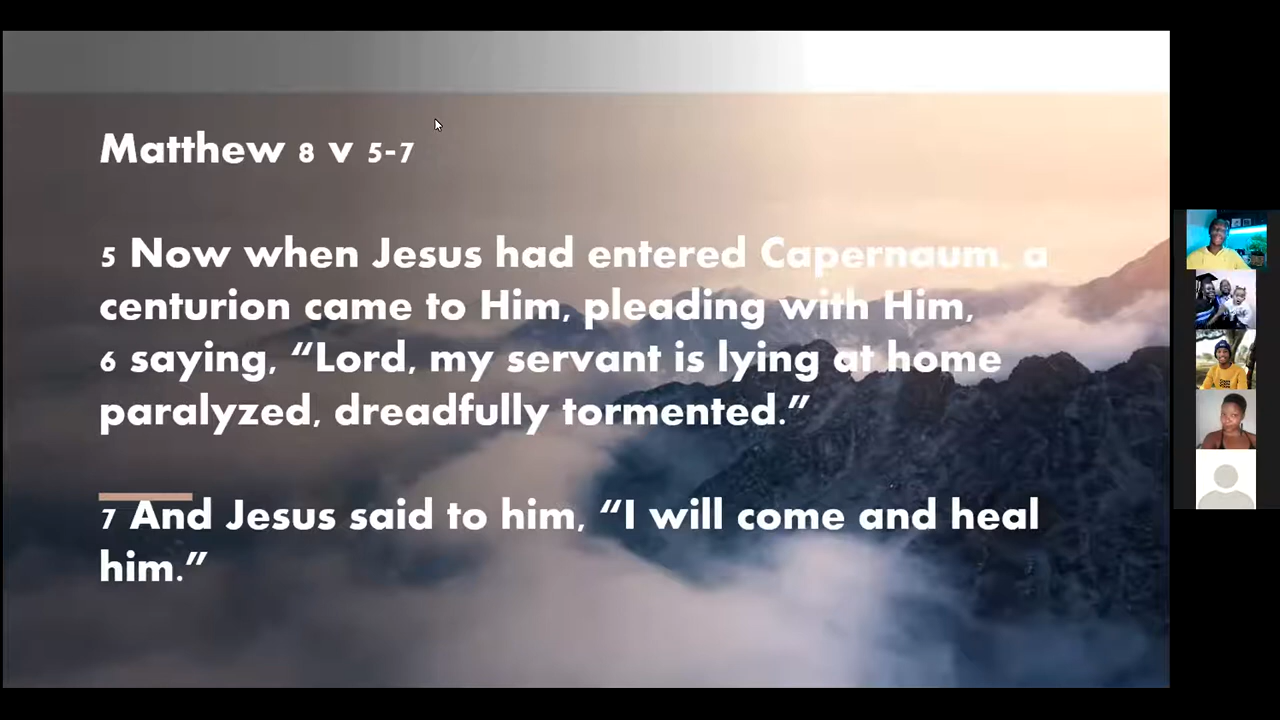 Matthew 8 v 5-7
5 Now when Jesus had entered Capernaum, a
centurion came to Him, pleading with Him,
6 saying, “Lord, my servant is lying at home
paralyzed, dreadfully tormented.”
7 And Jesus said to him, “I will come and heal
him.”